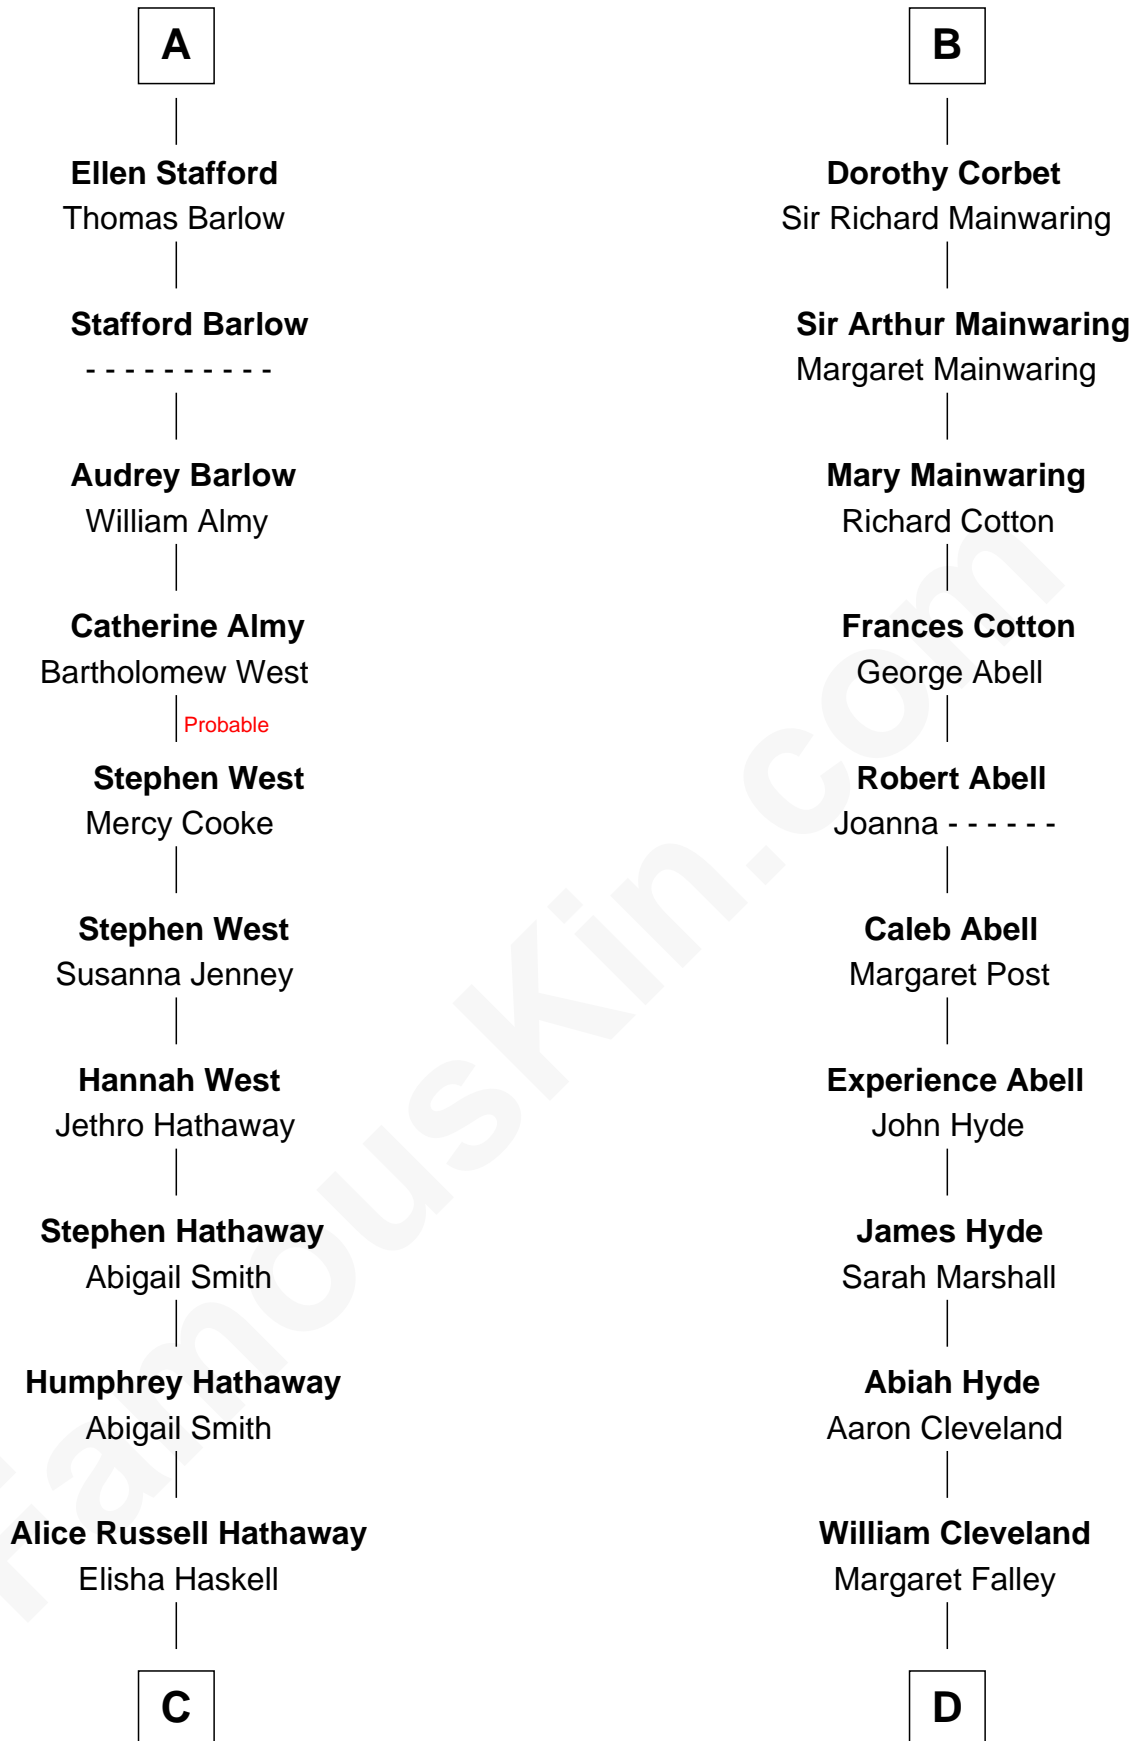 A
Ellen Stafford
Thomas Barlow
Stafford Barlow
- - - - - - - - - -
Audrey Barlow
William Almy
Catherine Almy
Bartholomew West
Probable
Stephen West
Mercy Cooke
Stephen West
Susanna Jenney
Hannah West
Jethro Hathaway
Stephen Hathaway
Abigail Smith
Humphrey Hathaway
Abigail Smith
Alice Russell Hathaway
Elisha Haskell
C
B
Dorothy Corbet
Sir Richard Mainwaring
Sir Arthur Mainwaring
Margaret Mainwaring
Mary Mainwaring
Richard Cotton
Frances Cotton
George Abell
Robert Abell
Joanna - - - - - -
Caleb Abell
Margaret Post
Experience Abell
John Hyde
James Hyde
Sarah Marshall
Abiah Hyde
Aaron Cleveland
William Cleveland
Margaret Falley
D
FamousKin.com